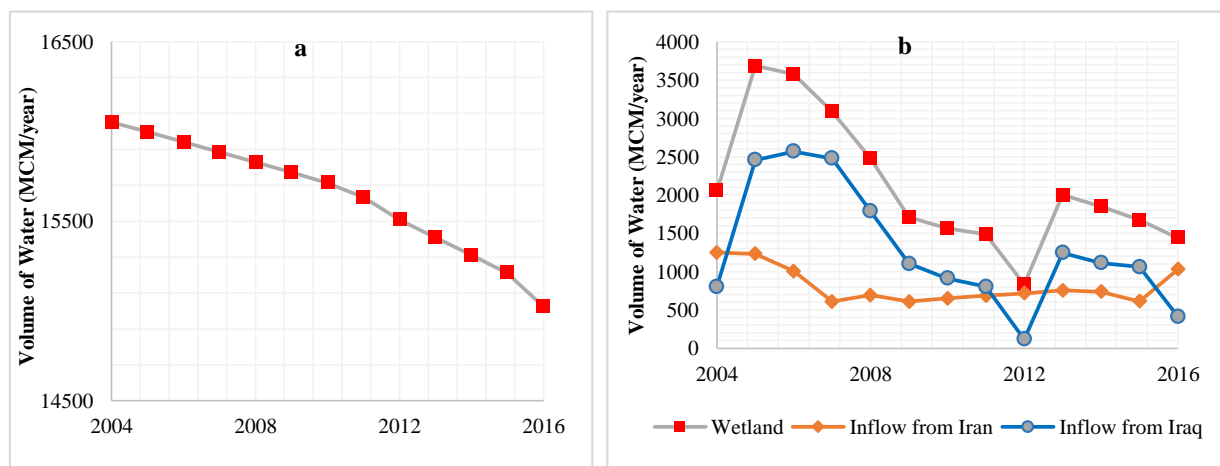 a
Volume of Water (MCM/year)
16500
15500
14500
2004 2008 2012 2016
b
Volume of Water (MCM/year)
4000
3500
3000
2500
2000
1500
1000
500
0
2004 2008 2012 2016
Wetland Inflow from Iran Inflow from Iraq